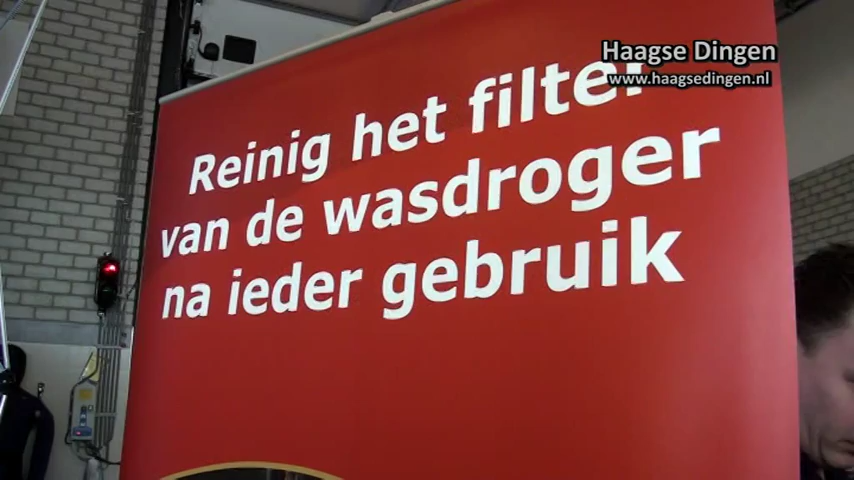 Haagse Dingen
www.haagsedingen.nl
Reinig het filter
van de wasdroger
na ieder gebruik